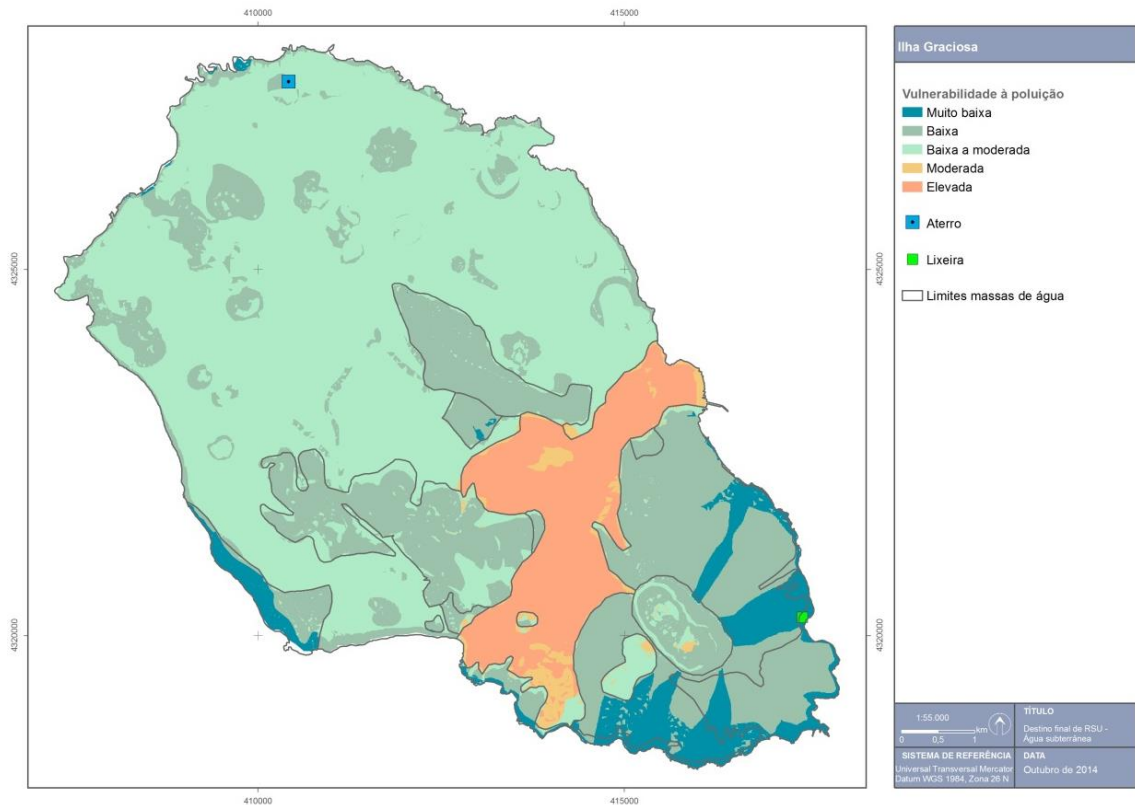 410000
415000
4325000
4325000
4320000
4320000
410000
415000
Ilha Graciosa
Vulnerabilidade à poluição
Muito baixa
Baixa
Baixa a moderada
Moderada
Elevada
Aterro
Lixeira
Limites massas de água
1:55.000
0 0,5 1 km
TÍTULO
Destino final de RSU -
Água subterrânea
SISTEMA DE REFERÊNCIA
Universal Transversal Mercator
Datum WGS 1984, Zona 26 N
DATA
Outubro de 2014